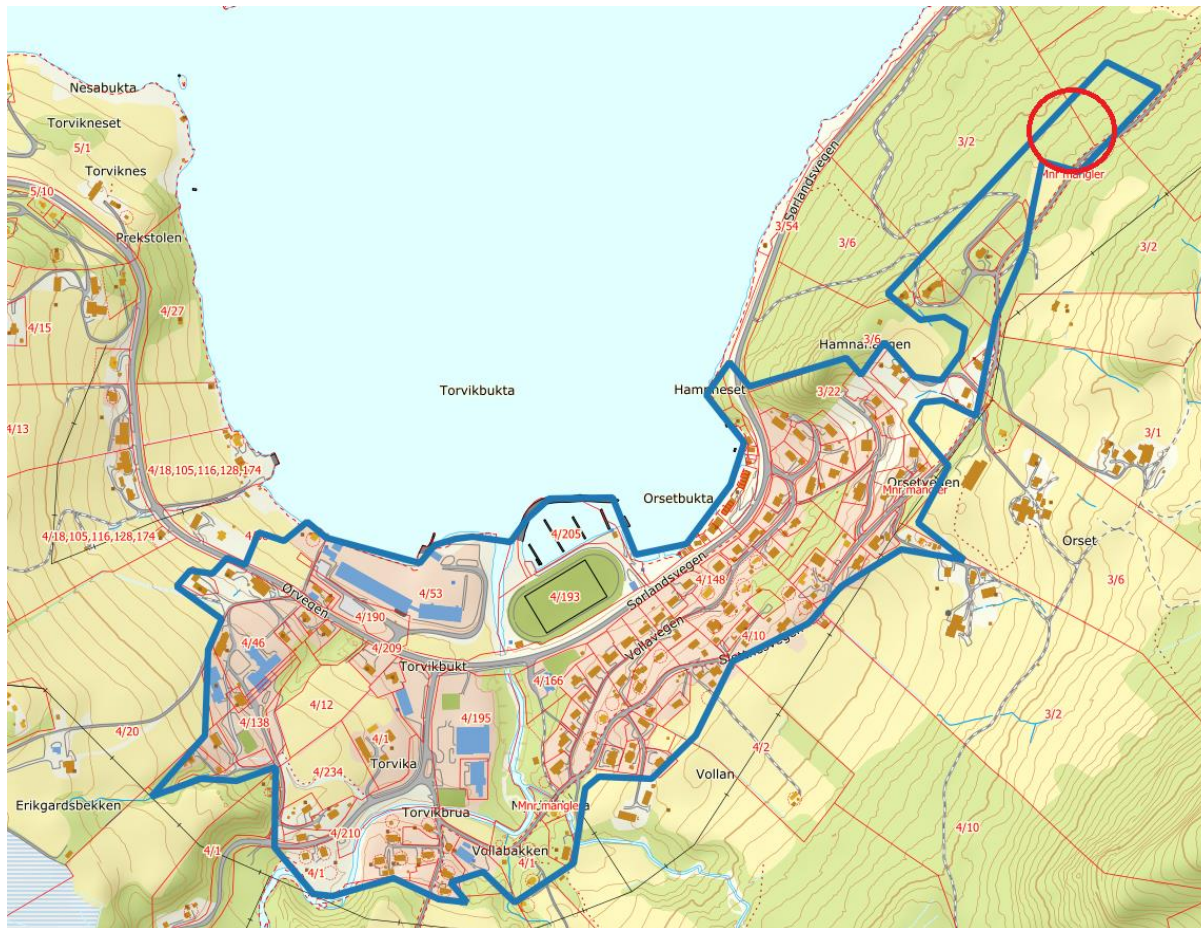 Nesabukta
Torvikneset
5/1
Torviknes
5/10
Prekstolen
4/27
4/15
4/13
3/2
Mnr mangler
Sørlandsvegen
3/54
3/6
3/2
3/6
Hamnahaugen
Torvikbukta
Hamnneset
3/22
3/1
4/18,105,116,128,174
Orsetvegen
Mnr mangler
Orsetbukta
4/205
4/18,105,116,128,174
Orset
3/6
Ørvegen
4/53
4/193
Sørlandsvegen
4/148
4/190
4/46
4/209
Vollavegen
4/10
Torvikbukt
4/166
4/12
4/195
4/138
4/20
4/1
3/2
4/2
Torvika
4/234
Vollan
Erikgardsbekken
Torvikbrua
Mnr mangler
4/210
4/10
4/1
Vollabakken
4/1
4/1